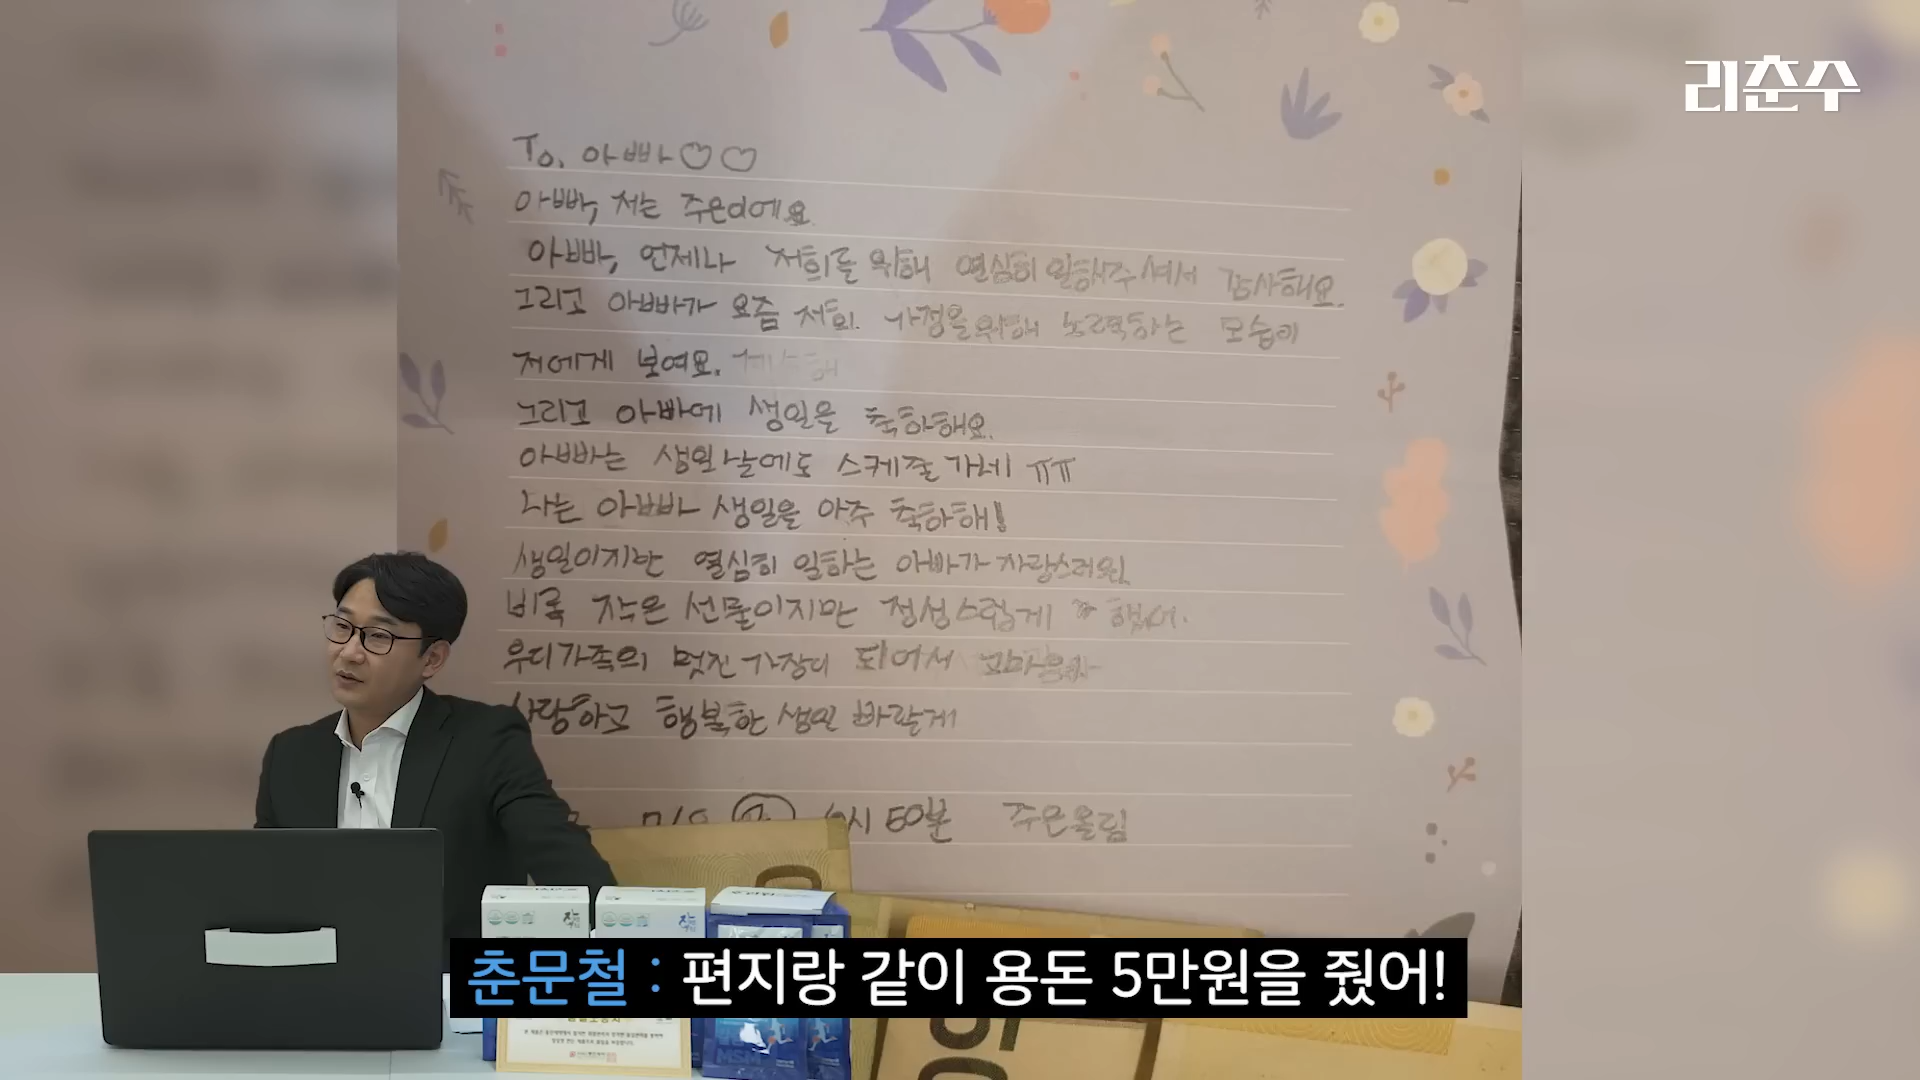 리춘수
To. 아빠♡♡
아빠, 저는 주은이에요
아빠, 언제나 저희를 위해 열심히 일해주셔서 감사해요.
그리고 아빠가 요즘 저희 가정을 위해 노력하는 모습이
저에게 보여요.
그리고 아빠에 생일을 축하해요.
아빠는 생일날에도 스케줄 가네 ㅠㅠ
나는 아빠 생일을 아주 축하해!
생일이지만 열심히 일하는 아빠가 자랑스러워.
비록 작은 선물이지만 정성스럽게 했어.
우리가족의 멋진 가장이 되어서 고마워
사랑하고 행복한 생일 바랄게
시 50분 주은올림
춘문철 : 편지랑 같이 용돈 5만원을 줬어!